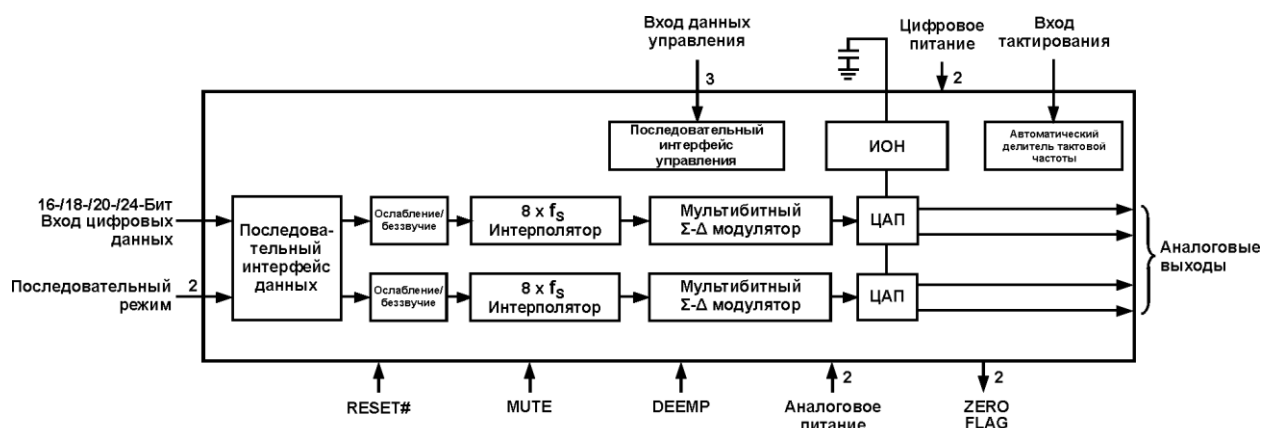 Вход данных
управления
3
Цифровое
питание
2
Вход
тактирования
Последовательный
интерфейс
управления
ИОН
Автоматический
делитель тактовой
частоты
16-/18-/20-/24-Бит
Вход цифровых
данных
Последовательный
режим
2
Последова-
тельный
интерфейс
данных
Ослабление/
беззвучие
8 x fS
Интерполятор
Мультибитный
Σ-Δ модулятор
ЦАП
Ослабление/
беззвучие
8 x fS
Интерполятор
Мультибитный
Σ-Δ модулятор
ЦАП
Аналоговые
выходы
RESET#
MUTE
DEEMP
2
Аналоговое
питание
2
ZERO
FLAG